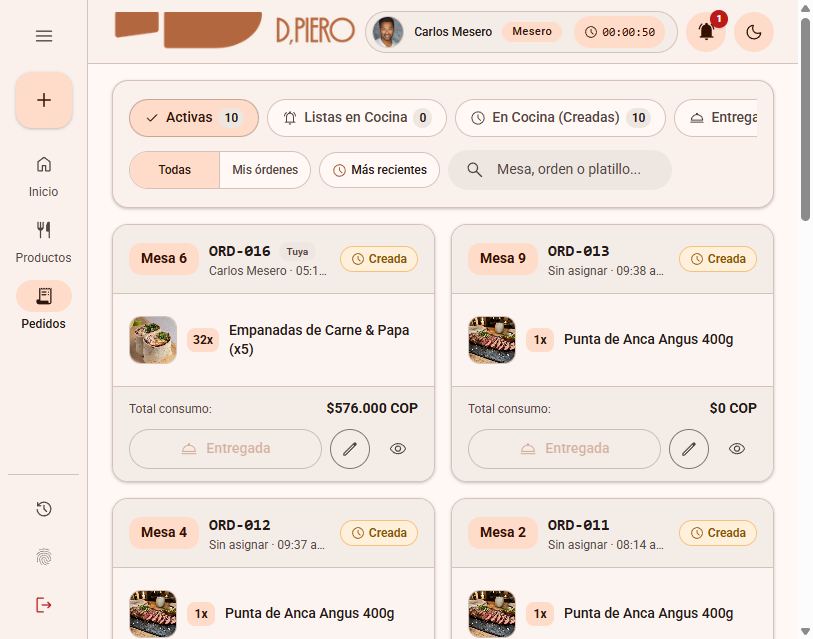 D,PIERO
Carlos Mesero
Mesero
00:00:50
1
Activas 10
Listas en Cocina 0
En Cocina (Creadas) 10
Entrega
Todas
Mis órdenes
Más recientes
Mesa, orden o platillo...
Inicio
Productos
Pedidos
Mesa 6
ORD-016
Tuya
Carlos Mesero · 05:1...
Creada
32x
Empanadas de Carne & Papa
(x5)
Total consumo:
$576.000 COP
Entregada
Mesa 9
ORD-013
Sin asignar · 09:38 a...
Creada
1x
Punta de Anca Angus 400g
Total consumo:
$0 COP
Entregada
Mesa 4
ORD-012
Sin asignar · 09:37 a...
Creada
1x
Punta de Anca Angus 400g
Mesa 2
ORD-011
Sin asignar · 08:14 a...
Creada
1x
Punta de Anca Angus 400g